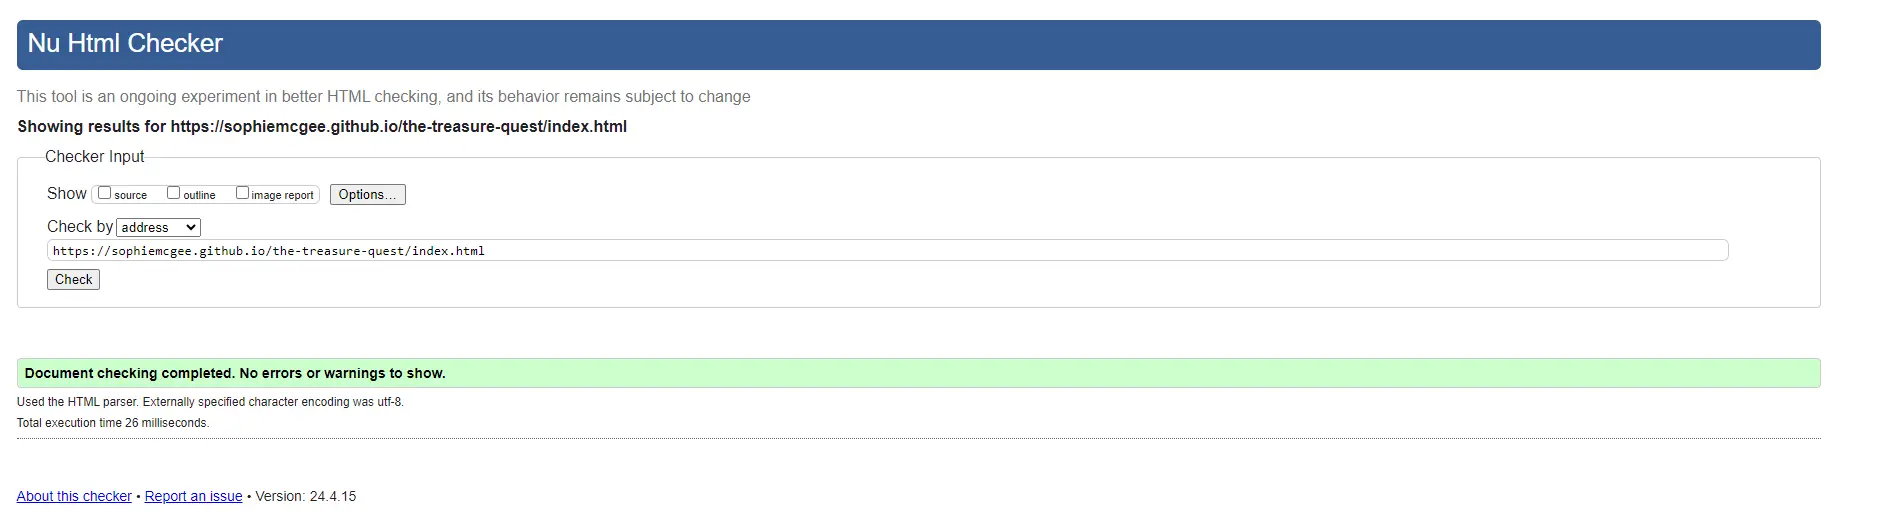 Nu Html Checker
This tool is an ongoing experiment in better HTML checking, and its behavior remains subject to change
Showing results for https://sophiemcgee.github.io/the-treasure-quest/index.html
Checker Input
Show source outline image report Options...
Check by address
https://sophiemcgee.github.io/the-treasure-quest/index.html
Check
Document checking completed. No errors or warnings to show.
Used the HTML parser. Externally specified character encoding was utf-8.
Total execution time 26 milliseconds.
About this checker • Report an issue • Version: 24.4.15